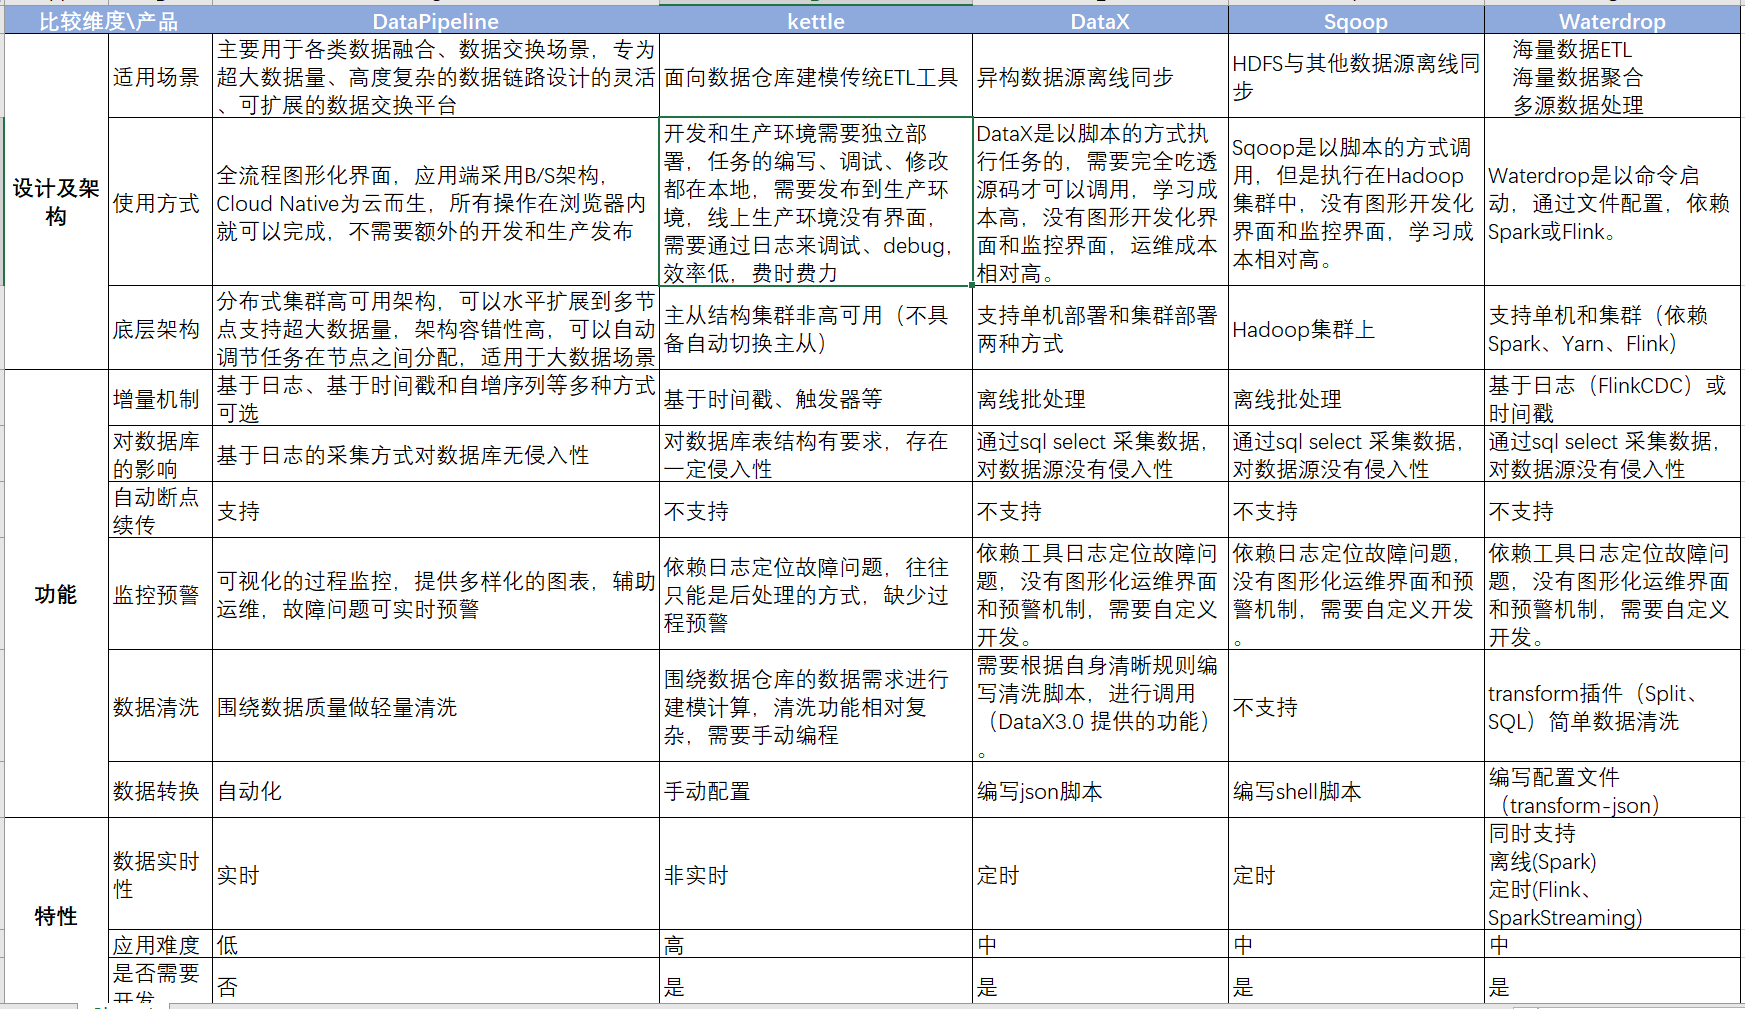 比较维度\产品
DataPipeline
kettle
DataX
Sqoop
Waterdrop
设计及架
构
适用场景
主要用于各类数据融合、数据交换场景，专为
超大数据量、高度复杂的数据链路设计的灵活
、可扩展的数据交换平台
面向数据仓库建模传统ETL工具
异构数据源离线同步
HDFS与其他数据源离线同
步
海量数据ETL
海量数据聚合
多源数据处理
使用方式
全流程图形化界面，应用端采用B/S架构，
Cloud Native为云而生，所有操作在浏览器内
就可以完成，不需要额外的开发和生产发布
开发和生产环境需要独立部
署，任务的编写、调试、修改
都在本地，需要发布到生产环
境，线上生产环境没有界面，
需要通过日志来调试、debug，
效率低，费时费力
DataX是以脚本的方式执
行任务的，需要完全吃透
源码才可以调用，学习成
本高，没有图形开发化界
面和监控界面，运维成本
相对高。
Sqoop是以脚本的方式调
用，但是执行在Hadoop
集群中，没有图形开发化
界面和监控界面，学习成
本相对高。
Waterdrop是以命令启
动，通过文件配置，依赖
Spark或Flink。
底层架构
分布式集群高可用架构，可以水平扩展到多节
点支持超大数据量，架构容错性高，可以自动
调节任务在节点之间分配，适用于大数据场景
主从结构集群非高可用（不具
备自动切换主从）
支持单机部署和集群部署
两种方式
Hadoop集群上
支持单机和集群（依赖
Spark、Yarn、Flink）
功能
增量机制
基于日志、基于时间戳和自增序列等多种方式
可选
基于时间戳、触发器等
离线批处理
离线批处理
基于日志（FlinkCDC）或
时间戳
对数据库
的影响
基于日志的采集方式对数据库无侵入性
对数据库表结构有要求，存在
一定侵入性
通过sql select 采集数据，
对数据源没有侵入性
通过sql select 采集数据，
对数据源没有侵入性
通过sql select 采集数据，
对数据源没有侵入性
自动断点
续传
支持
不支持
不支持
不支持
不支持
监控预警
可视化的过程监控，提供多样化的图表，辅助
运维，故障问题可实时预警
依赖日志定位故障问题，往往
只能是后处理的方式，缺少过
程预警
依赖工具日志定位故障问
题，没有图形化运维界面
和预警机制，需要自定义
开发。
依赖日志定位故障问题，
没有图形化运维界面和预
警机制，需要自定义开发
。
依赖工具日志定位故障问
题，没有图形化运维界面
和预警机制，需要自定义
开发。
数据清洗
围绕数据质量做轻量清洗
围绕数据仓库的数据需求进行
建模计算，清洗功能相对复
杂，需要手动编程
需要根据自身清晰规则编
写清洗脚本，进行调用
（DataX3.0 提供的功能）
。
不支持
transform插件（Split、
SQL）简单数据清洗
数据转换
自动化
手动配置
编写json脚本
编写shell脚本
编写配置文件
（transform-json）
特性
数据实时
性
实时
非实时
定时
定时
同时支持
离线(Spark)
定时(Flink、
SparkStreaming)
应用难度
低
高
中
中
中
是否需要
开发
否
是
是
是
是